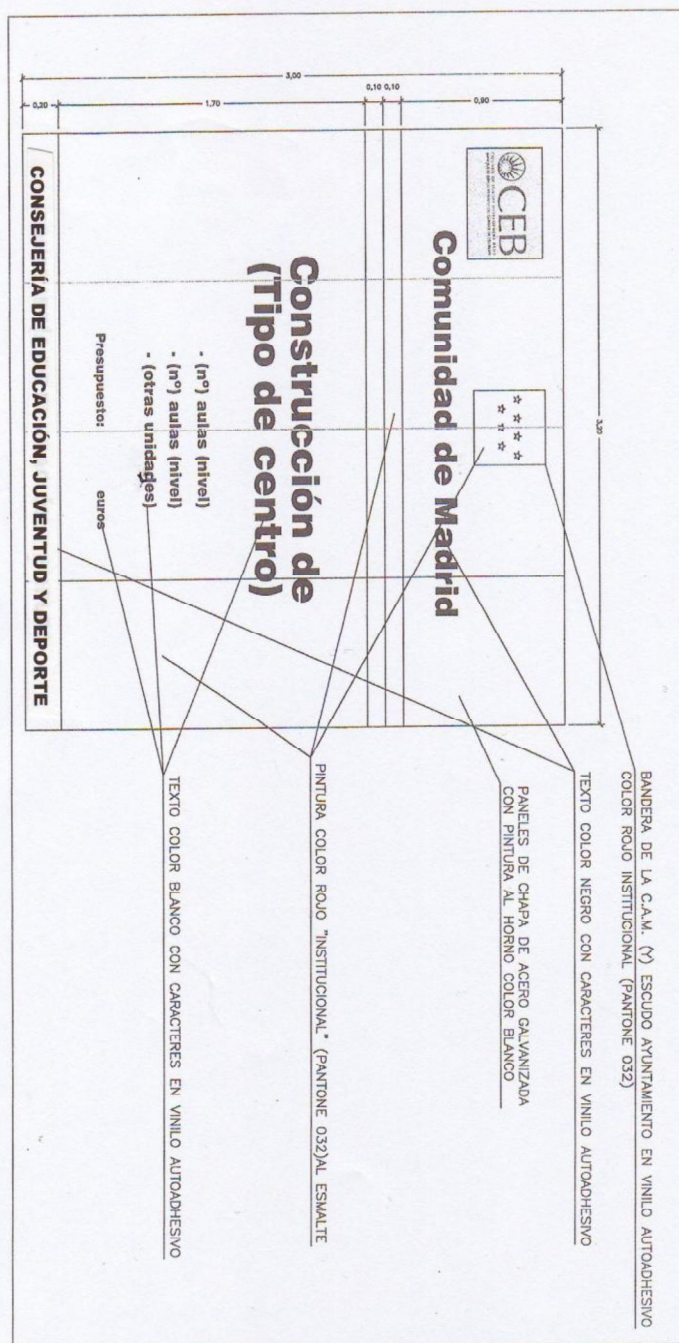 3,00
0,20
1,70
0,10
0,10
0,90
3,20
CEB
Comunidad de Madrid
Construcción de
(Tipo de centro)
- (nº) aulas (nivel)
- (nº) aulas (nivel)
- (otras unidades)
Presupuesto: euros
CONSEJERÍA DE EDUCACIÓN, JUVENTUD Y DEPORTE
BANDERA DE LA C.A.M. (Y) ESCUDO AYUNTAMIENTO EN VINILO AUTOADHESIVO
COLOR ROJO INSTITUCIONAL (PANTONE 032)
TEXTO COLOR NEGRO CON CARACTERES EN VINILO AUTOADHESIVO
PANELES DE CHAPA DE ACERO GALVANIZADA
CON PINTURA AL HORNO COLOR BLANCO
PINTURA COLOR ROJO "INSTITUCIONAL" (PANTONE 032)AL ESMALTE
TEXTO COLOR BLANCO CON CARACTERES EN VINILO AUTOADHESIVO